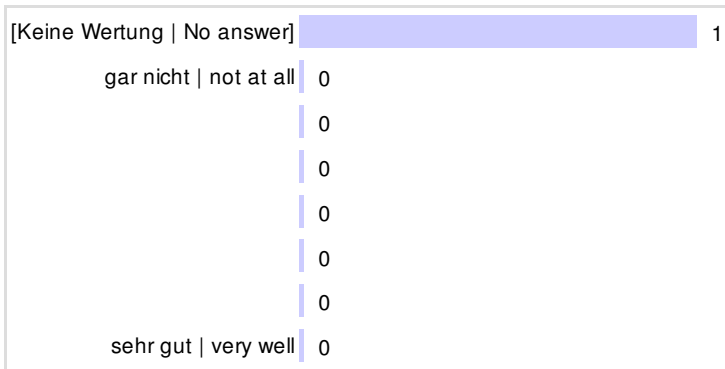 [Keine Wertung | No answer] 1
gar nicht | not at all 0
0
0
0
0
0
sehr gut | very well 0